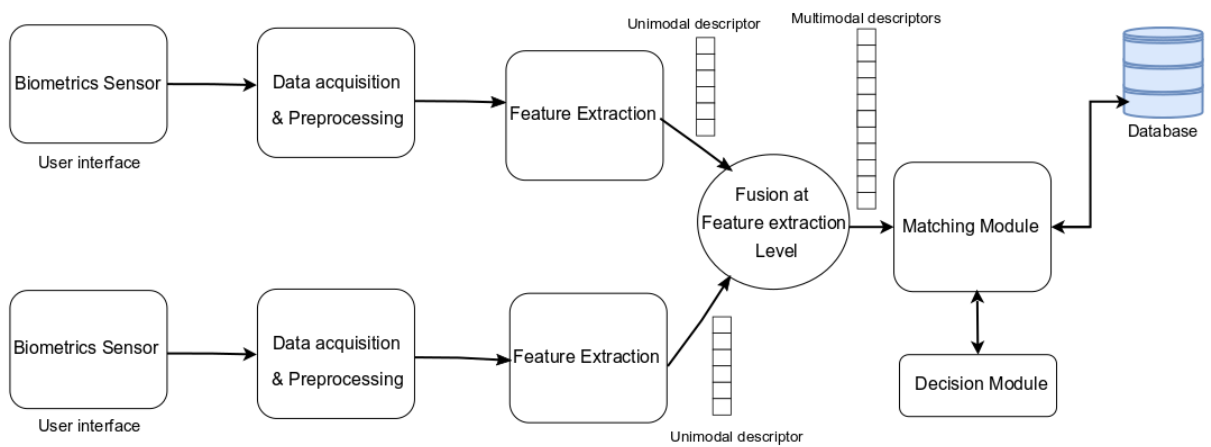 Unimodal descriptor
Multimodal descriptors
Biometrics Sensor
User interface
Data acquisition
& Preprocessing
Feature Extraction
Fusion at
Feature extraction
Level
Matching Module
Database
Decision Module
Biometrics Sensor
User interface
Data acquisition
& Preprocessing
Feature Extraction
Unimodal descriptor